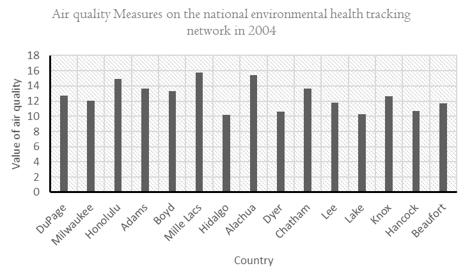 Air quality Measures on the national environmental health tracking
network in 2004
Value of air quality
18
16
14
12
10
8
6
4
2
0
DuPage
Milwaukee
Honolulu
Adams
Boyd
Mille Lacs
Hidalgo
Alachua
Dyer
Chatham
Lee
Lake
Knox
Hancock
Beaufort
Country